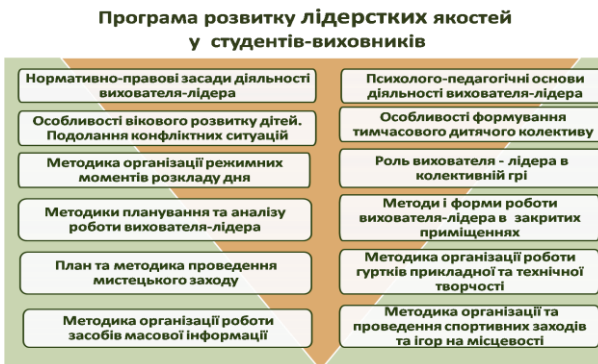 Програма розвитку лідерстких якостей
у студентів-виховників
Нормативно-правові засади діяльності
вихователя-лідера
Особливості вікового розвитку дітей.
Подолання конфліктних ситуацій
Методика організації режимних
моментів розкладу дня
Методики планування та аналізу
роботи вихователя-лідера
План та методика проведення
мистецького заходу
Методика організації роботи
засобів масової інформації
Психолого-педагогічні основи
діяльності вихователя-лідера
Особливості формування
тимчасового дитячого колективу
Роль вихователя - лідера в
колективній грі
Методи і форми роботи
вихователя-лідера в закритих
приміщеннях
Методика організації роботи
гуртків прикладної та технічної
творчості
Методика організації та
проведення спортивних заходів
та ігор на місцевості